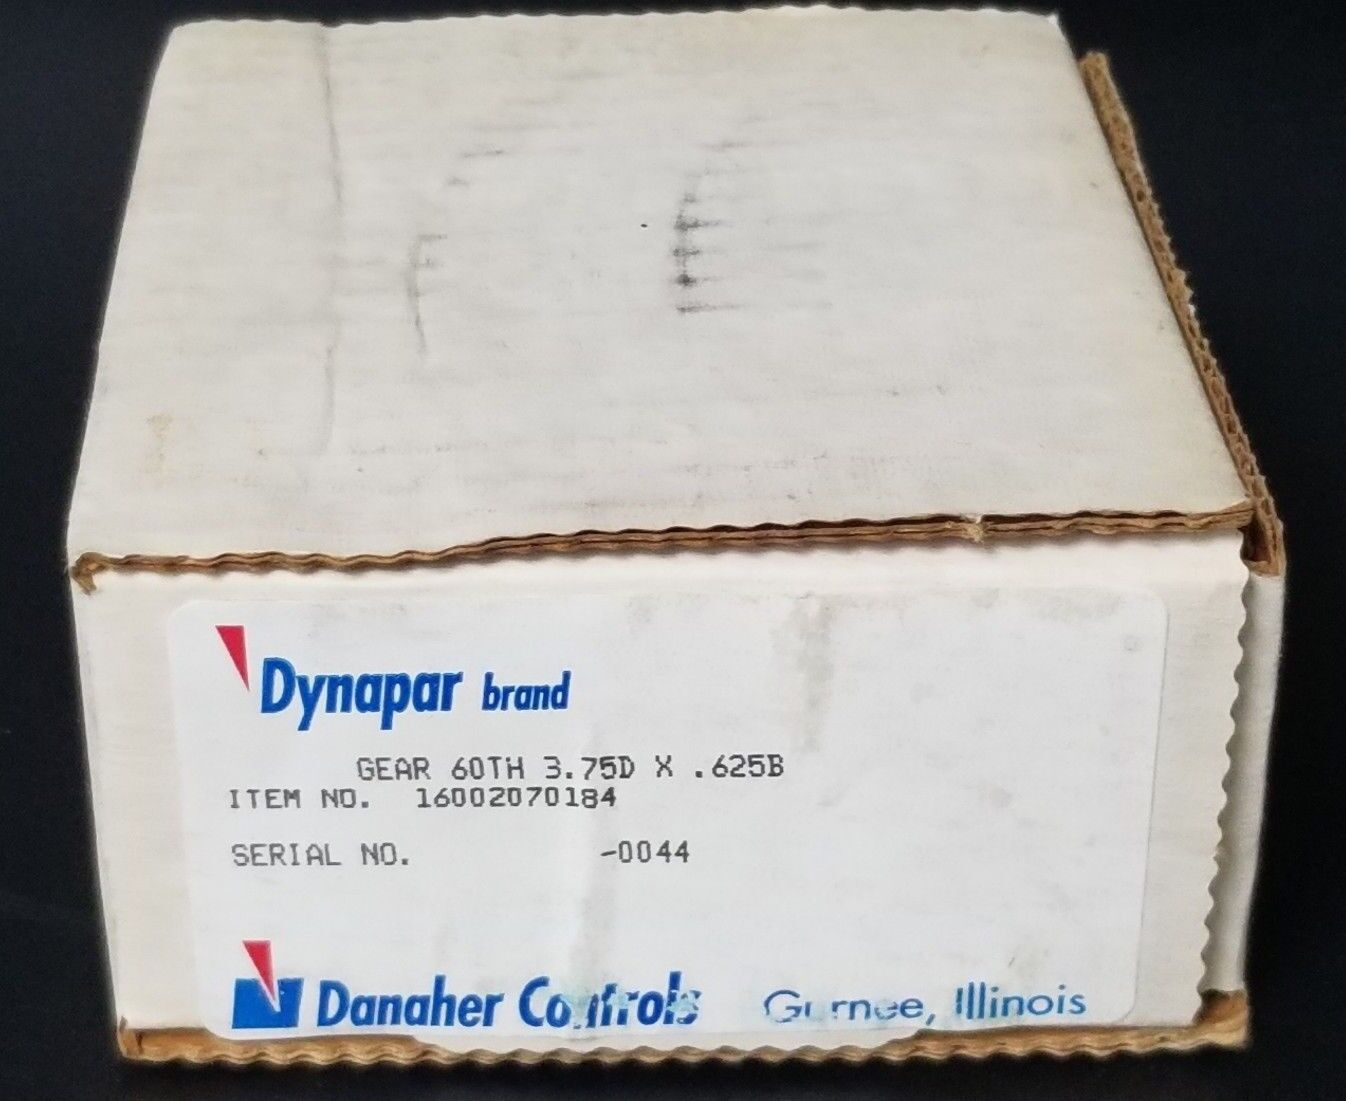 Dynapar brand
GEAR 60TH 3.75D X .625B
ITEM NO. 16002070184
SERIAL NO. -0044
Danaher Controls Gurnee, Illinois